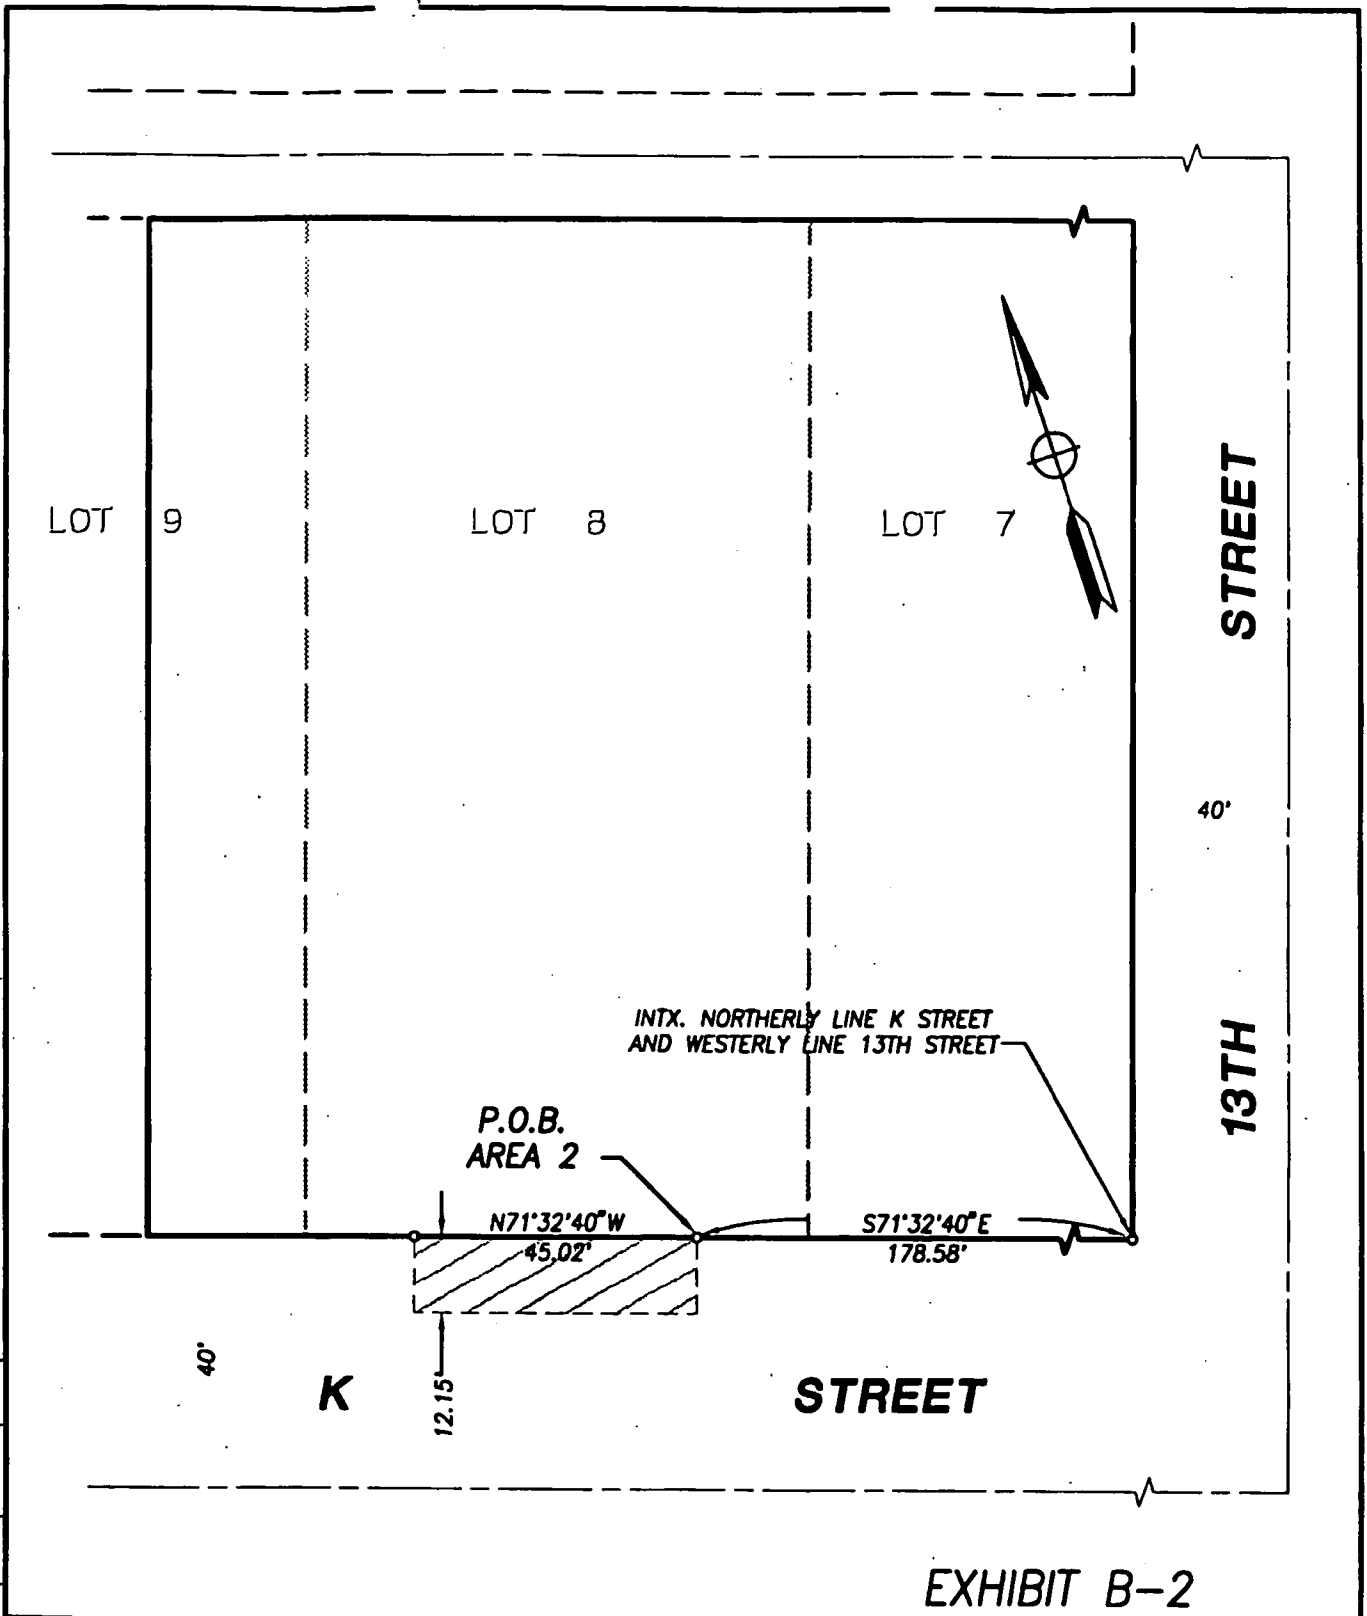 LOT 9
LOT 8
LOT 7
STREET
40'
INTX. NORTHERLY LINE K STREET
AND WESTERLY LINE 13TH STREET
13TH
P.O.B.
AREA 2
N71°32'40"W
45.02'
S71°32'40"E
178.58'
40'
K STREET
12.15'
EXHIBIT B-2